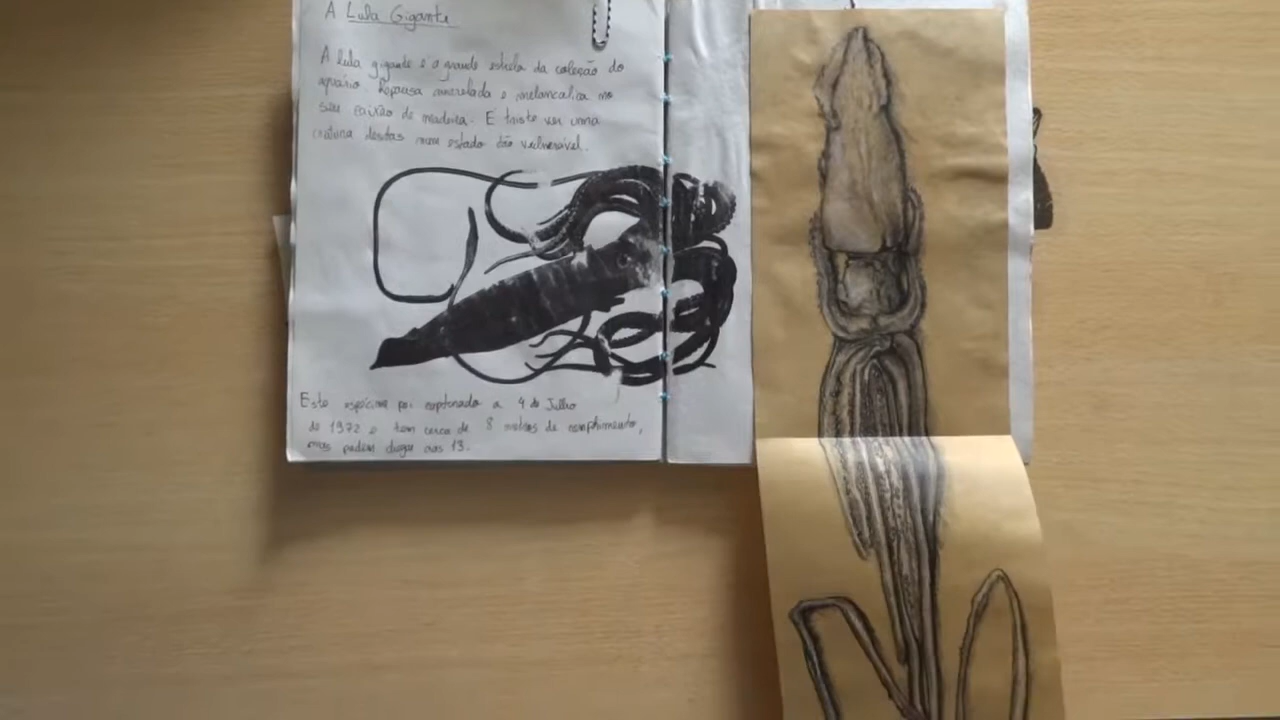 A Lula Gigante
A lula gigante é a grande estrela da coleção do
aquário. Repousa amarelada e melancólica no
seu caixão de madeira. É triste ver uma
criatura destas num estado tão vulnerável.
Este espécime foi capturado a 4 de Julho
de 1972 e tem cerca de 8 metros de comprimento,
mas podem chegar aos 13.